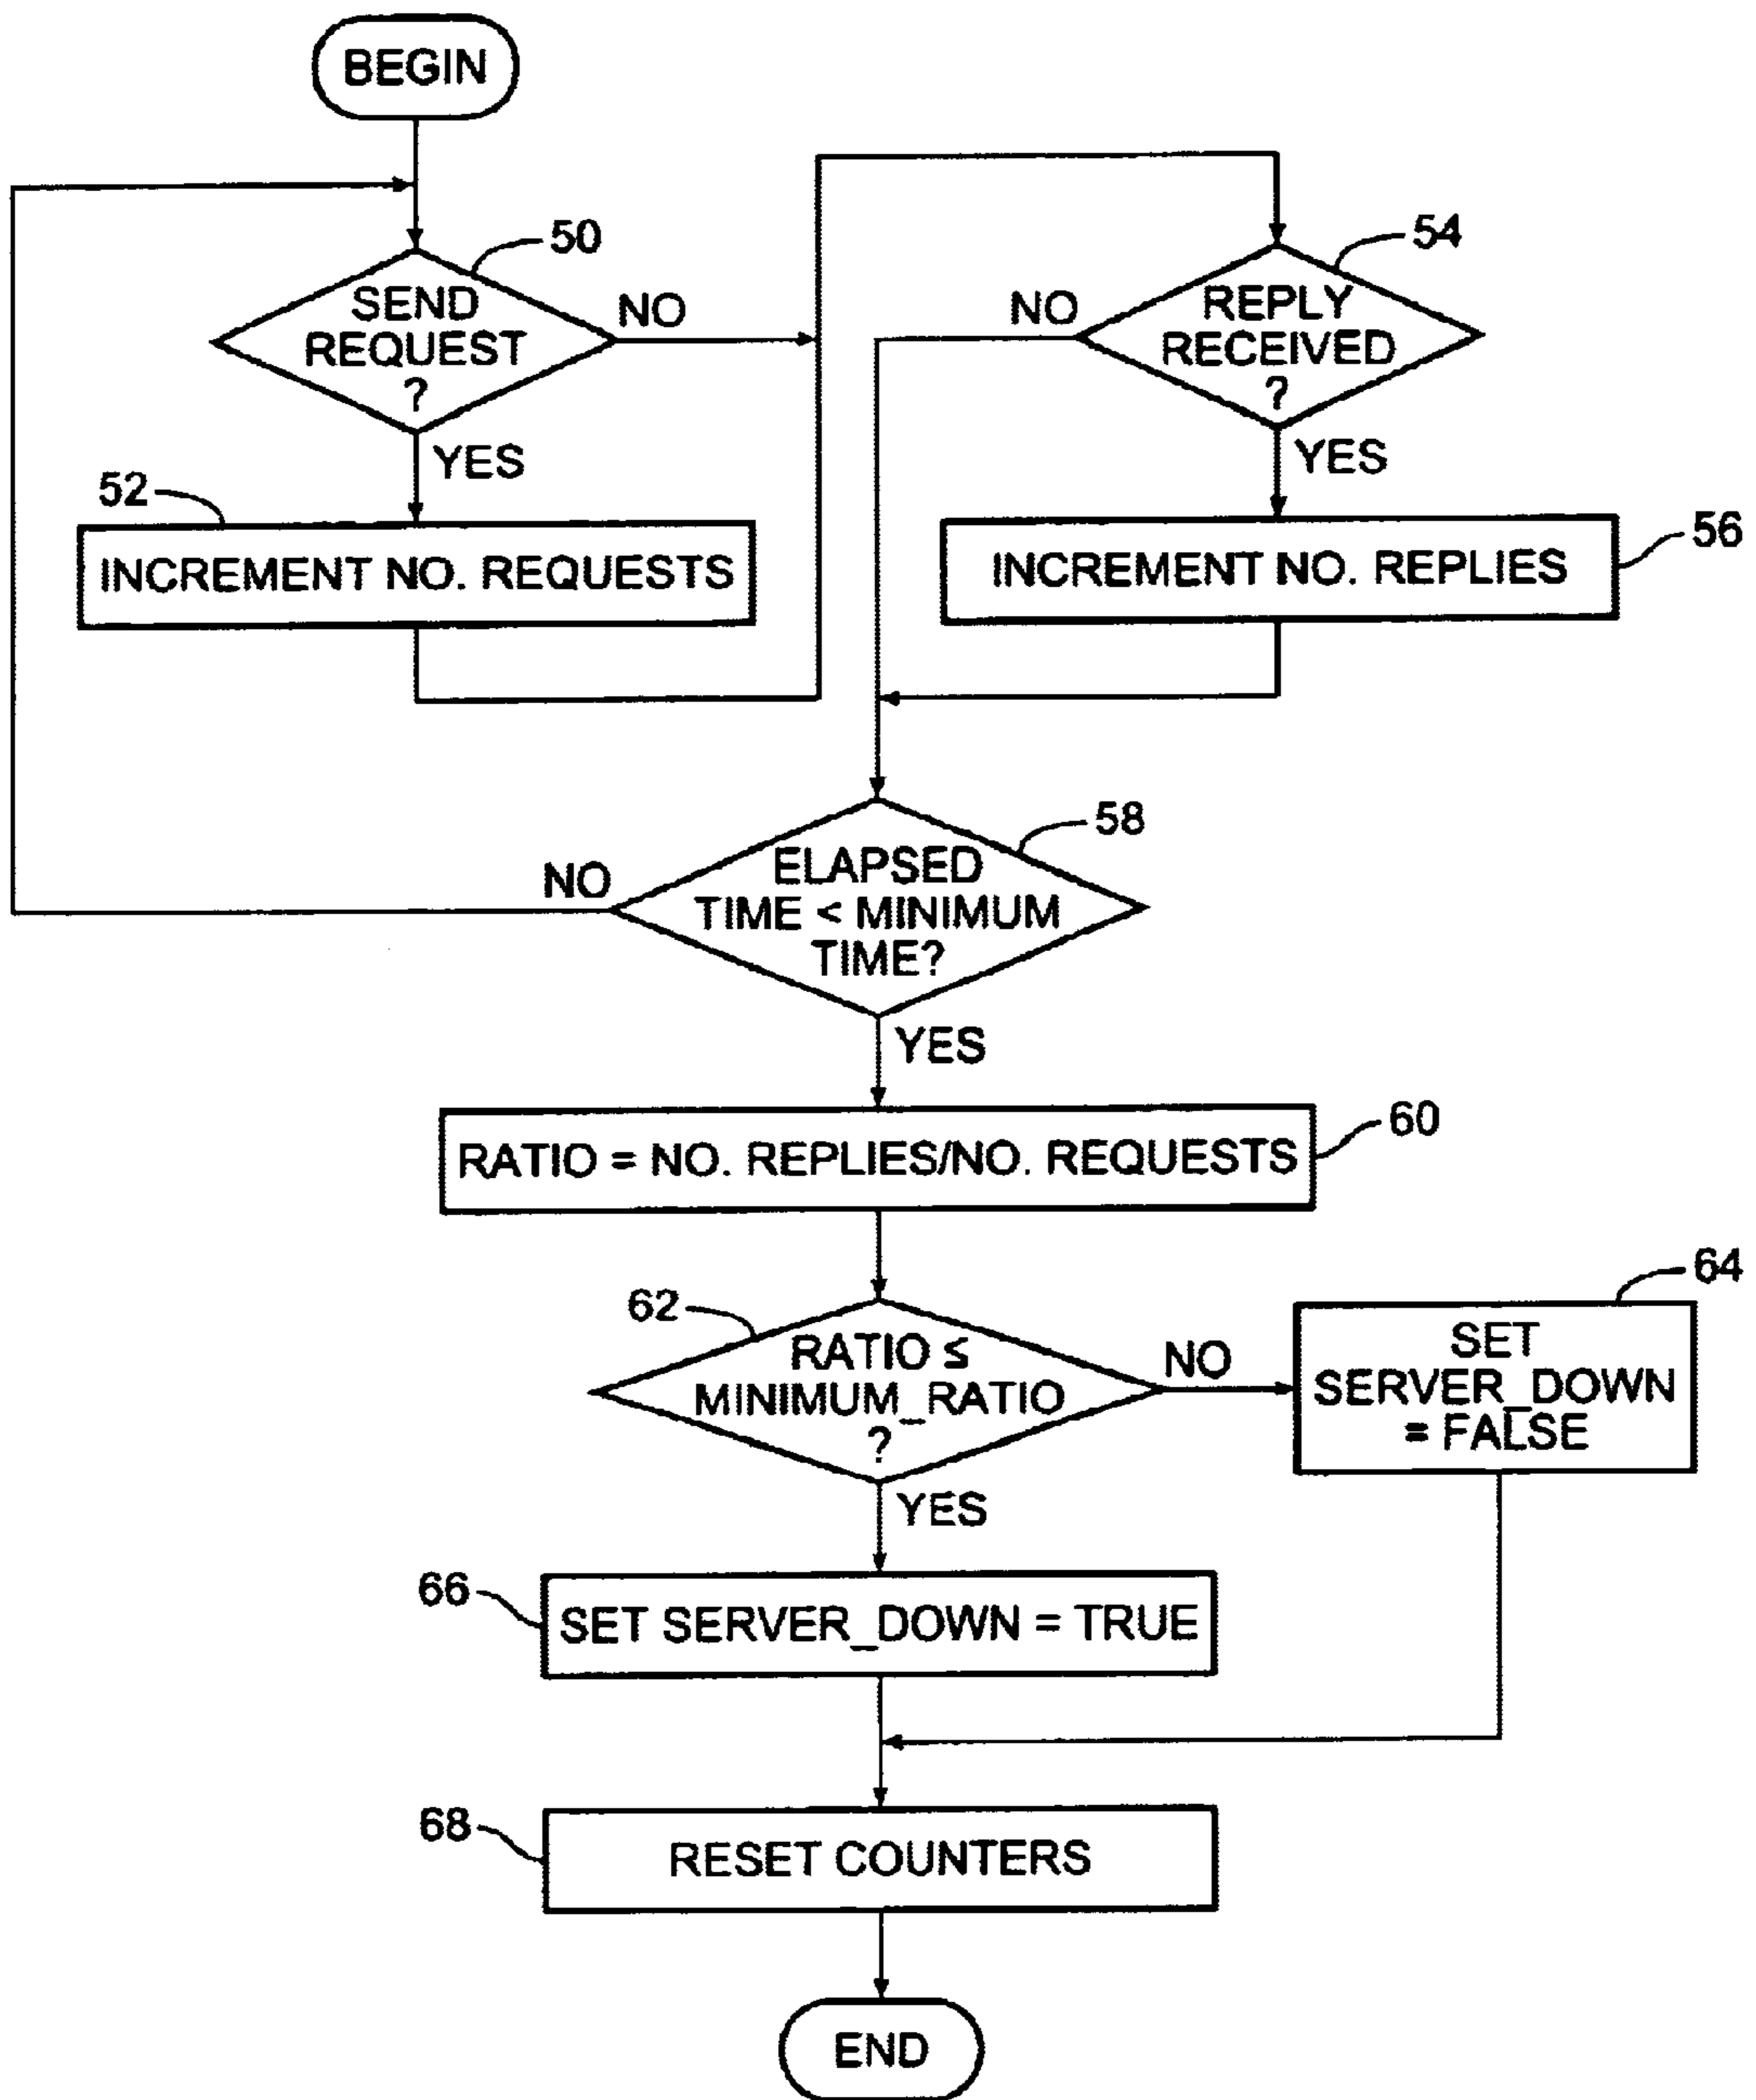 BEGIN
50
SEND
REQUEST
?
NO
YES
52
INCREMENT NO. REQUESTS
54
REPLY
RECEIVED
?
NO
YES
56
INCREMENT NO. REPLIES
58
ELAPSED
TIME < MINIMUM
TIME?
NO
YES
60
RATIO = NO. REPLIES/NO. REQUESTS
62
RATIO ≤
MINIMUM_RATIO
?
NO
64
SET
SERVER_DOWN
= FALSE
YES
66
SET SERVER_DOWN = TRUE
68
RESET COUNTERS
END